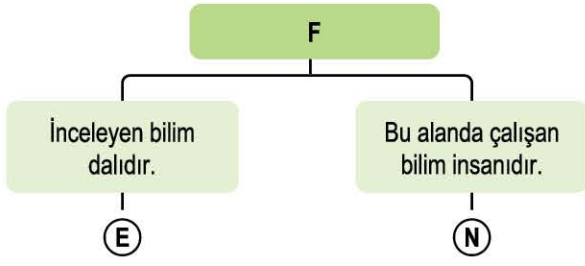 F
İnceleyen bilim
dalıdır.
Bu alanda çalışan
bilim insanıdır.
E
N